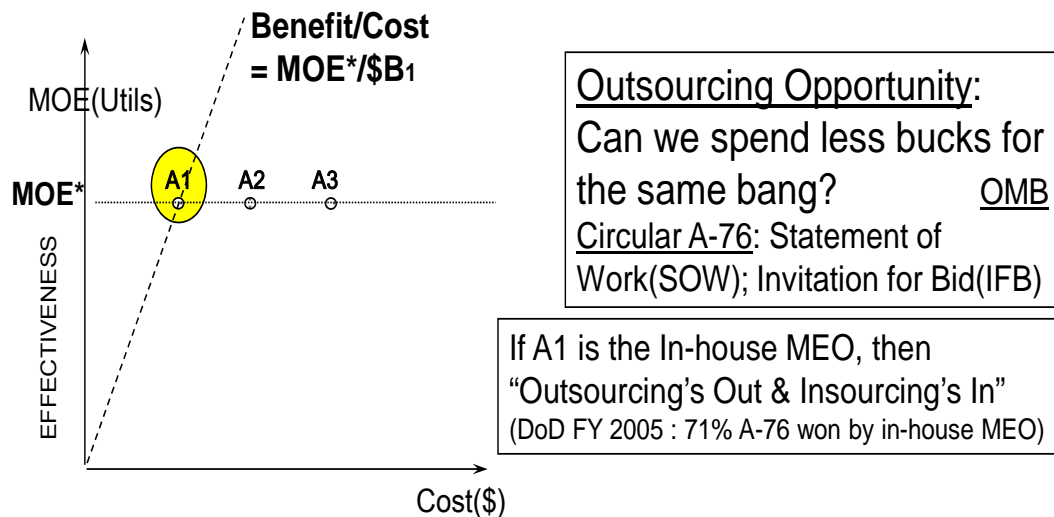 Benefit/Cost
= MOE*/$B1
MOE(Utils)
A1 A2 A3
MOE*
EFFECTIVENESS
Cost($)
Outsourcing Opportunity:
Can we spend less bucks for
the same bang? OMB
Circular A-76: Statement of
Work(SOW); Invitation for Bid(IFB)
If A1 is the In-house MEO, then
“Outsourcing’s Out & Insourcing’s In”
(DoD FY 2005 : 71% A-76 won by in-house MEO)